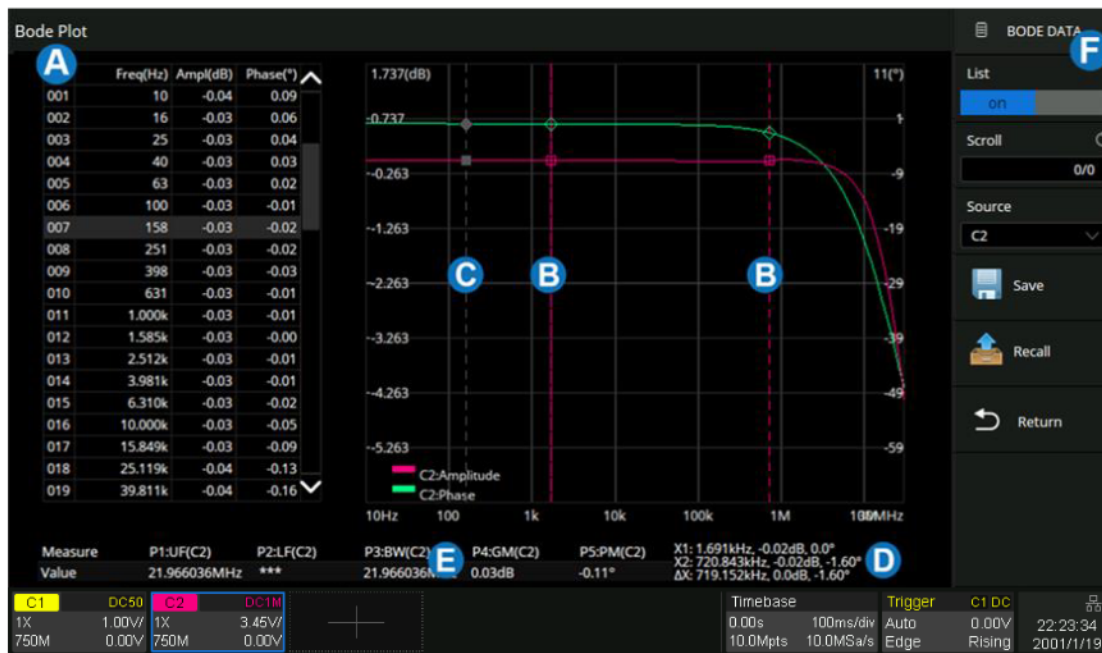 Bode Plot
A
Freq(Hz) Ampl(dB) Phase(°)
001 10 -0.04 0.09
002 16 -0.03 0.06
003 25 -0.03 0.04
004 40 -0.03 0.03
005 63 -0.03 0.02
006 100 -0.03 -0.01
007 158 -0.03 -0.02
008 251 -0.03 -0.02
009 398 -0.03 -0.03
010 631 -0.03 -0.01
011 1.000k -0.03 -0.01
012 1.585k -0.03 -0.00
013 2.512k -0.03 -0.01
014 3.981k -0.03 -0.01
015 6.310k -0.03 -0.02
016 10.000k -0.03 -0.05
017 15.849k -0.03 -0.09
018 25.119k -0.04 -0.13
019 39.811k -0.04 -0.16
1.737(dB) 11(°)
-0.737 1
-0.263 -9
-1.263 -19
C B B
-2.263 -29
-3.263 -39
-4.263 -49
-5.263 -59
C2:Amplitude
C2:Phase
10Hz 100 1k 10k 100k 1M
Measure P1:UF(C2) P2:LF(C2) P3:BW(C2) P4:GM(C2) P5:PM(C2)
Value 21.966036MHz *** 21.966036M 0.03dB -0.11°
E
X1: 1.691kHz, -0.02dB, 0.0°
X2: 720.843kHz, -0.02dB, -1.60°
ΔX: 719.152kHz, 0.0dB, -1.60°
D
BODE DATA
F
List
on
Scroll
0/0
Source
C2
Save
Recall
Return
C1 DC50
1X 1.00V/
750M 0.00V
C2 DC1M
1X 3.45V/
750M 0.00V
Timebase
0.00s 100ms/div
10.0Mpts 10.0MSa/s
Trigger C1 DC
Auto 0.00V
Edge Rising
22:23:34
2001/1/19